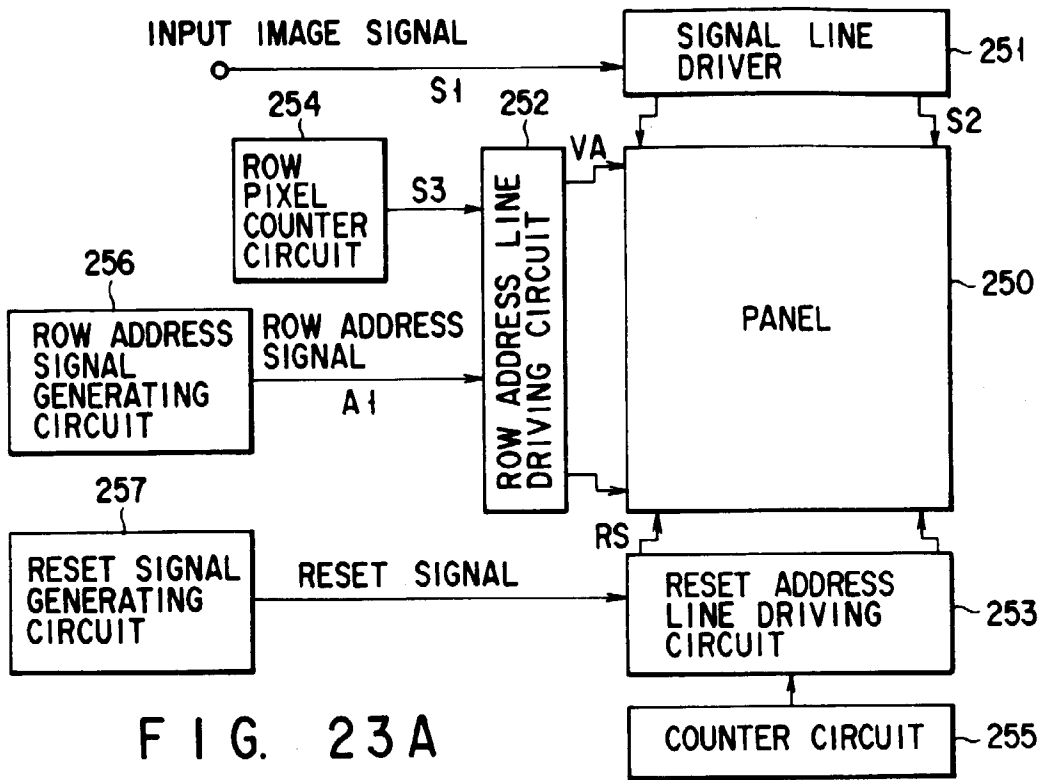 INPUT IMAGE SIGNAL
S1
SIGNAL LINE
DRIVER
251
S2
254
ROW
PIXEL
COUNTER
CIRCUIT
S3
252
ROW ADDRESS LINE
DRIVING CIRCUIT
VA
PANEL
250
256
ROW ADDRESS
SIGNAL
GENERATING
CIRCUIT
ROW ADDRESS
SIGNAL
A1
257
RESET SIGNAL
GENERATING
CIRCUIT
RESET SIGNAL
RS
RESET ADDRESS
LINE DRIVING
CIRCUIT
253
COUNTER CIRCUIT
255
FIG. 23A